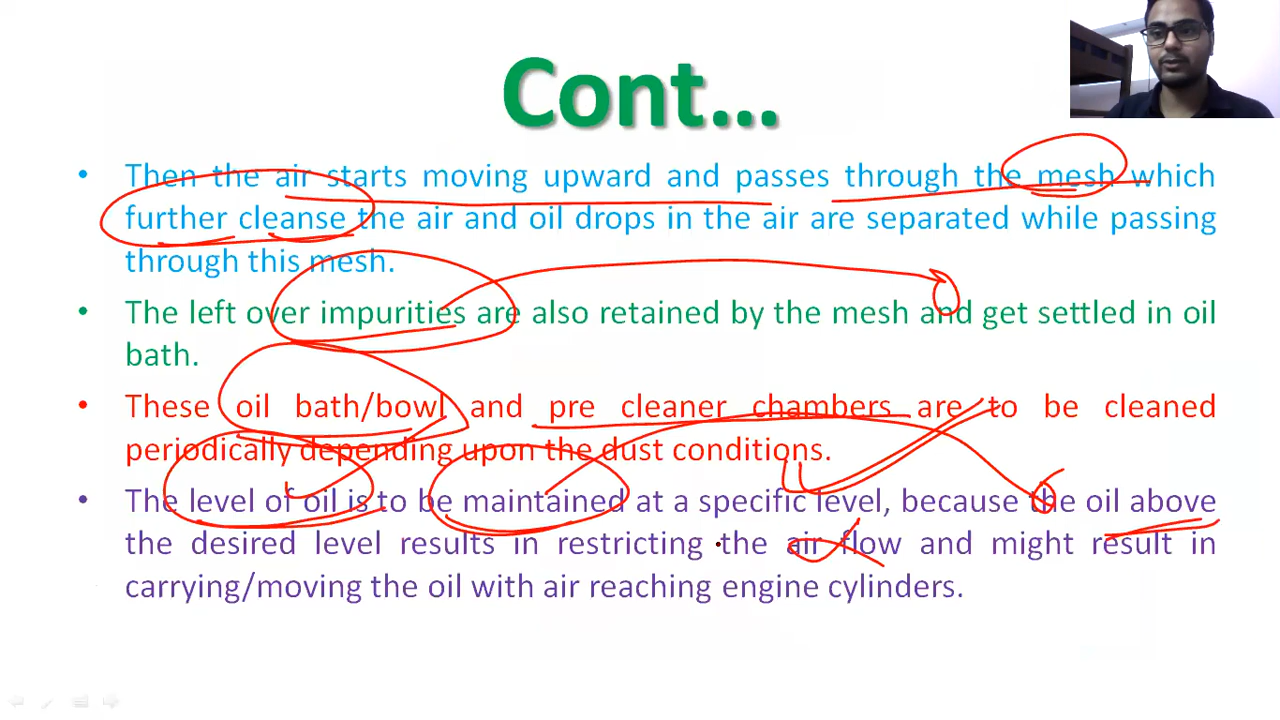 Cont...
• Then the air starts moving upward and passes through the mesh which
further cleanse the air and oil drops in the air are separated while passing
through this mesh.
• The left over impurities are also retained by the mesh and get settled in oil
bath.
• These oil bath/bowl and pre cleaner chambers are to be cleaned
periodically depending upon the dust conditions.
• The level of oil is to be maintained at a specific level, because the oil above
the desired level results in restricting the air flow and might result in
carrying/moving the oil with air reaching engine cylinders.